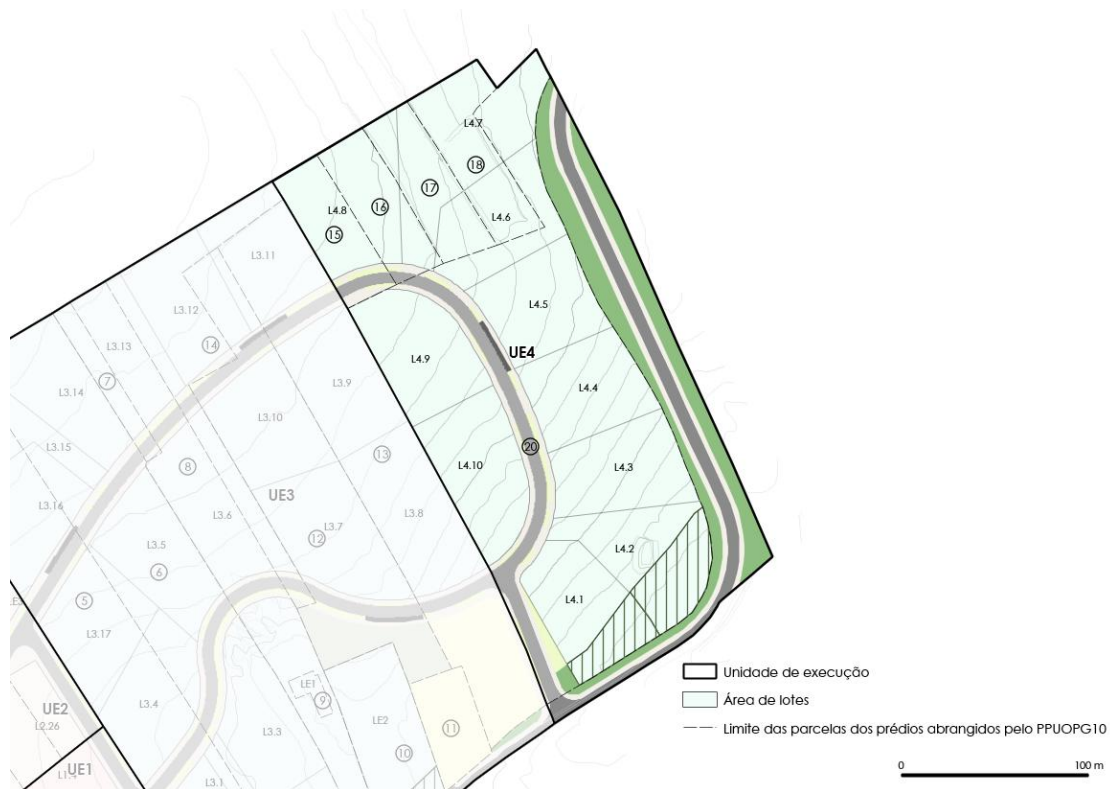 L4.7
18
17
16
L4.8
L4.6
15
L3.11
L4.5
L3.12
14
UE4
L3.13
L4.9
7
L3.9
L4.4
L3.14
L3.10
L3.15
20
13
8
L4.10
L4.3
UE3
L3.16
L3.6
L3.7
L3.8
12
L3.5
L4.2
6
5
L4.1
L3.17
LE1
9
L3.4
UE2
LE2
L2.26
L3.3
11
10
UE1
L3.1
Unidade de execução
Área de lotes
Limite das parcelas dos prédios abrangidos pelo PPUOPG10
0 100 m